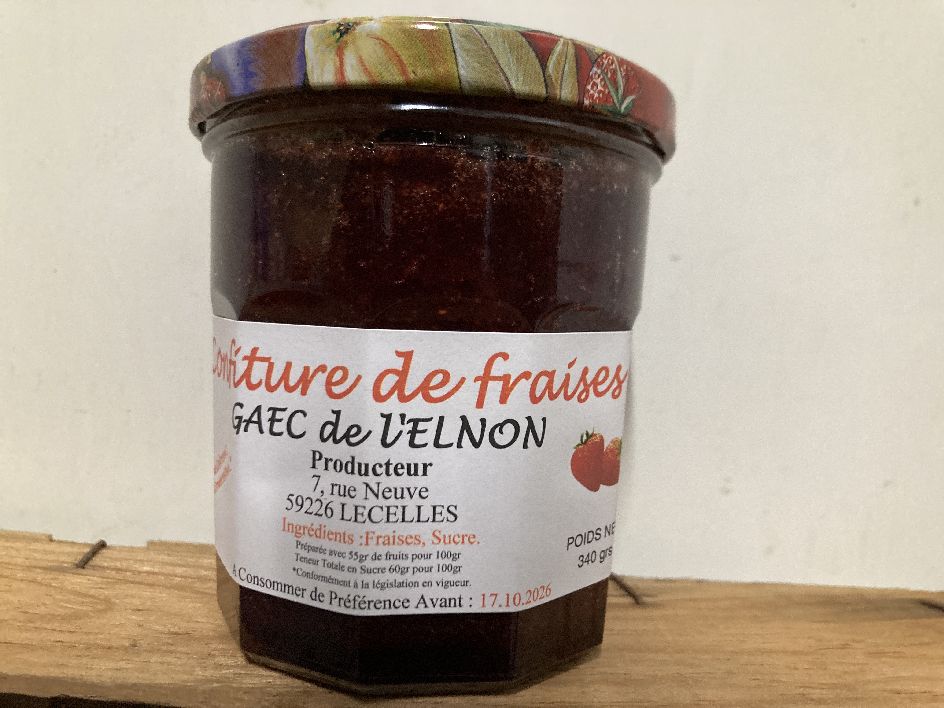 Confiture de fraises
GAEC de l'ELNON
Producteur
7, rue Neuve
59226 LECELLES
Ingrédients :Fraises, Sucre.
Préparée avec 55gr de fruits pour 100gr
Teneur Totale en Sucre 60gr pour 100gr
*Conformément à la législation en vigueur.
A Consommer de Préférence Avant : 17.10.2026
POIDS NE
340 grs